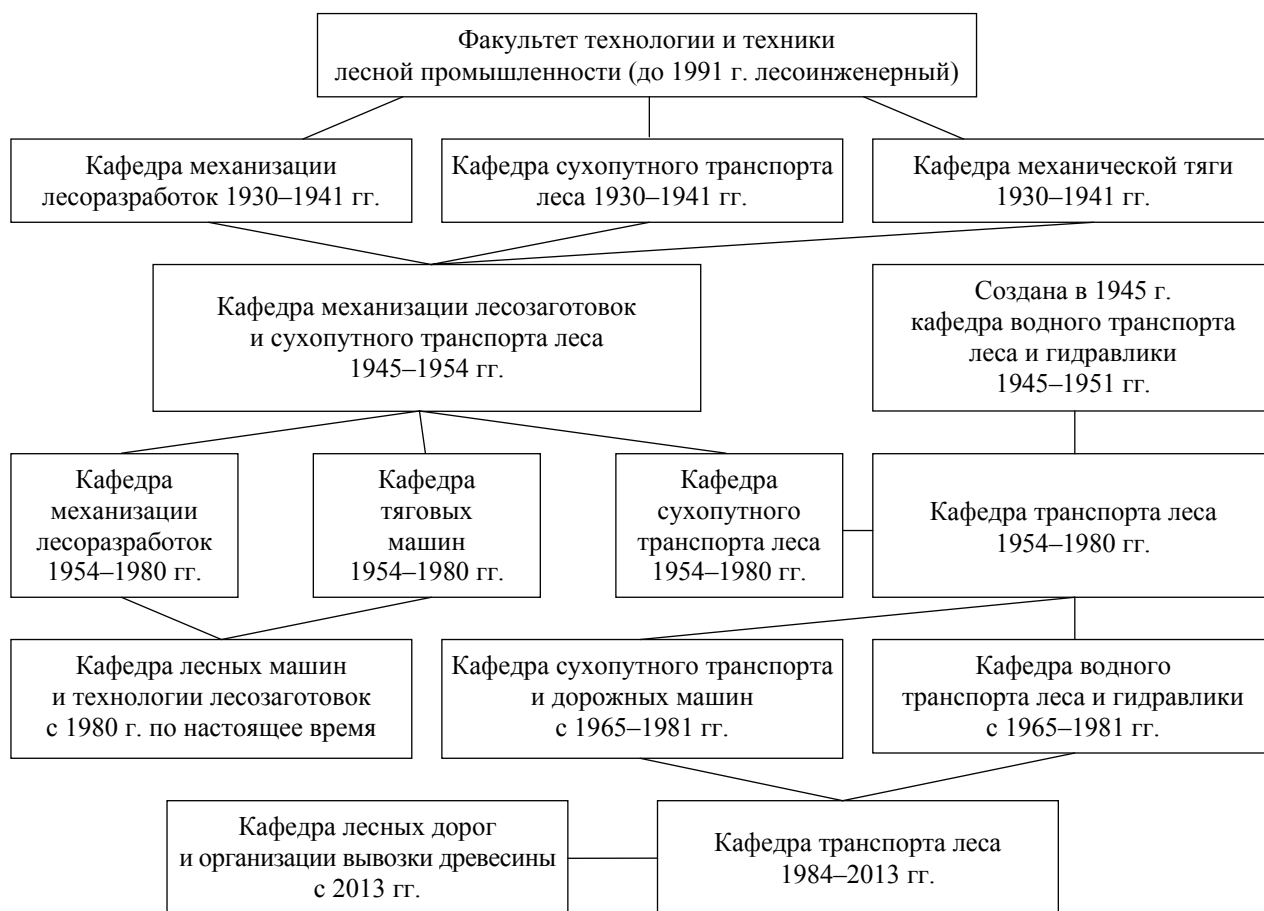 Факультет технологии и техники
лесной промышленности (до 1991 г. лесоинженерный)
Кафедра механизации
лесоразработок 1930–1941 гг.
Кафедра сухопутного транспорта
леса 1930–1941 гг.
Кафедра механической тяги
1930–1941 гг.
Кафедра механизации лесозаготовок
и сухопутного транспорта леса
1945–1954 гг.
Создана в 1945 г.
кафедра водного транспорта
леса и гидравлики
1945–1951 гг.
Кафедра
механизации
лесоразработок
1954–1980 гг.
Кафедра
тяговых
машин
1954–1980 гг.
Кафедра
сухопутного
транспорта леса
1954–1980 гг.
Кафедра транспорта леса
1954–1980 гг.
Кафедра лесных машин
и технологии лесозаготовок
с 1980 г. по настоящее время
Кафедра сухопутного транспорта
и дорожных машин
с 1965–1981 гг.
Кафедра водного
транспорта леса и гидравлики
с 1965–1981 гг.
Кафедра лесных дорог
и организации вывозки древесины
с 2013 гг.
Кафедра транспорта леса
1984–2013 гг.